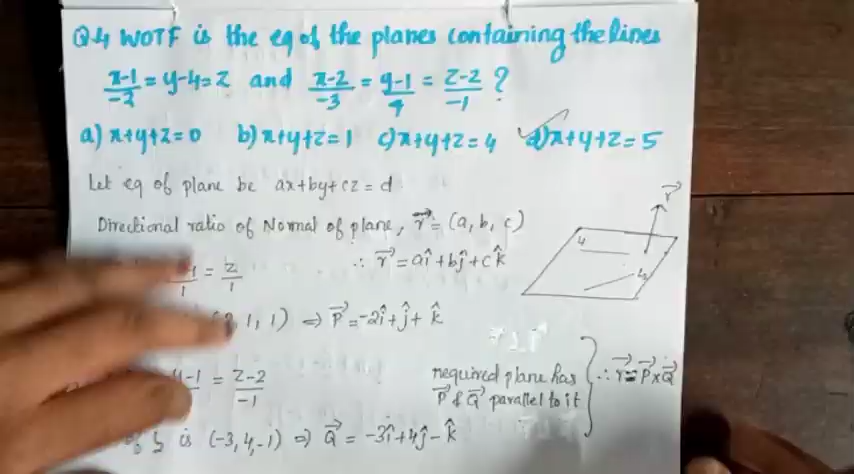 Q4 WOTF is the eq of the planes containing the lines
x-1/-2 = y-4 = z and x-2/-3 = y-1/4 = z-2/-1 ?
a) x+y+z=0 b) x+y+z=1 c) x+y+z=4 d) x+y+z=5
Let eq of plane be ax+by+cz=d
Directional ratio of Normal of plane, r⃗ = (a, b, c)
∴ r⃗ = aî+bĵ+ck̂
= z/1
1, 1) ⇒ P⃗ = -2î+ĵ+k̂
= z-2/-1
required plane has
P⃗ & Q⃗ parallel to it
∴ r⃗ = P⃗xQ⃗
is (-3, 4, -1) ⇒ Q⃗ = -3î+4ĵ-k̂
r⃗